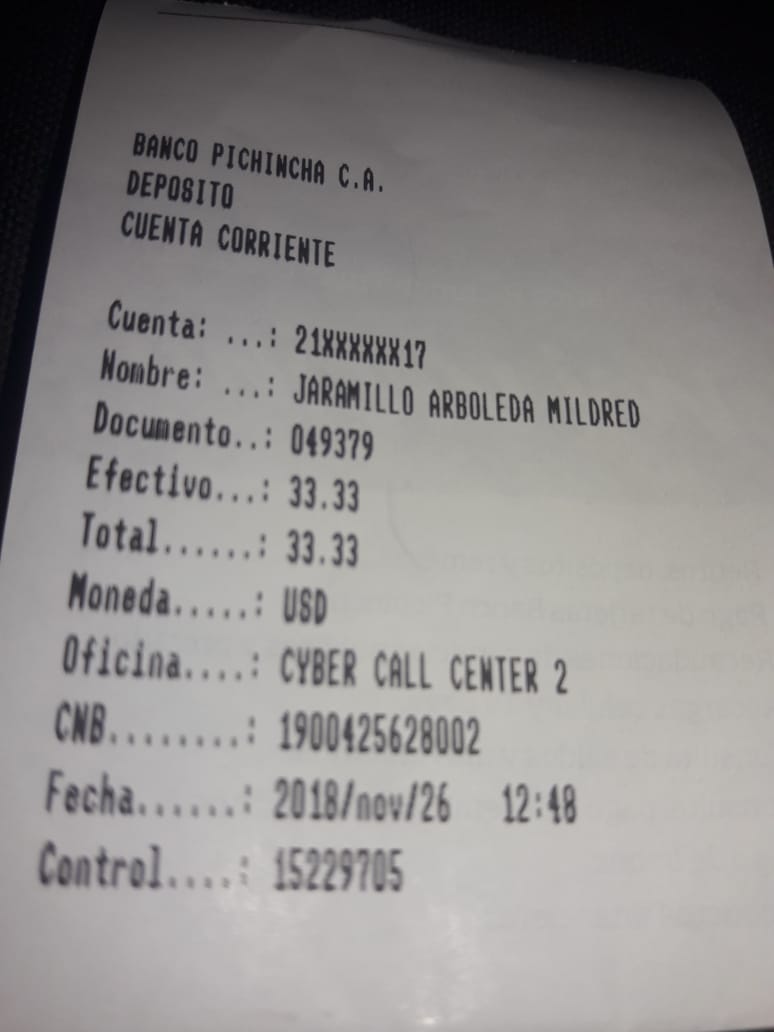 BANCO PICHINCHA C.A.
DEPOSITO
CUENTA CORRIENTE
Cuenta: ...: 21XXXXXX17
Nombre: ...: JARAMILLO ARBOLEDA MILDRED
Documento..: 049379
Efectivo...: 33.33
Total......: 33.33
Moneda.....: USD
Oficina....: CYBER CALL CENTER 2
CNB........: 1900425628002
Fecha......: 2018/nov/26 12:48
Control....: 15229705